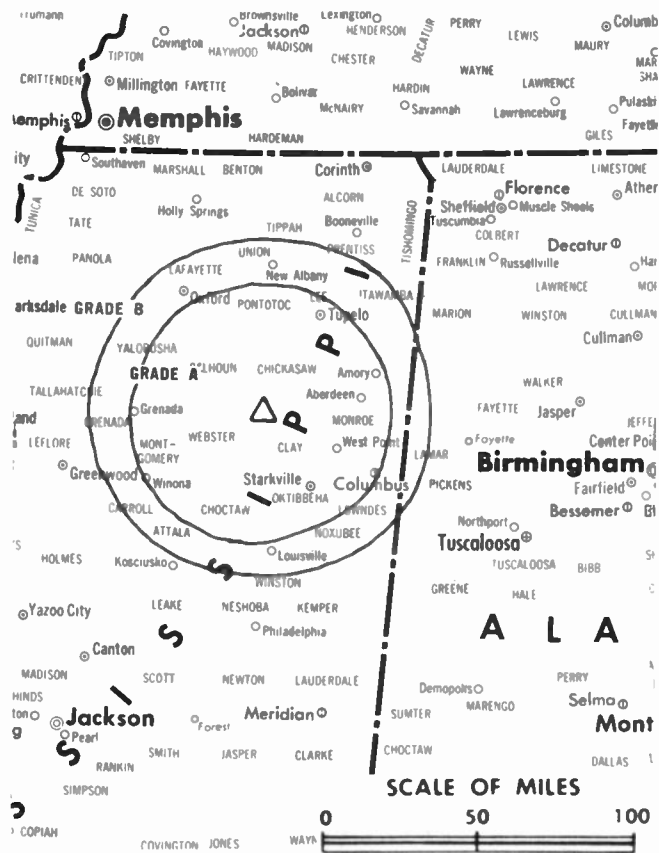 Brownsville Lexington PERRY
Jackson HENDERSON DECATUR LEWIS
Covington HAYWOOD MADISON MAURY
TIPTON CHESTER WAYNE
CRITTENDEN Millington FAYETTE HARDIN LAWRENCE
Bolivar McNAIRY Savannah Lawrenceburg
Memphis
SHELBY HARDEMAN GILES
Southaven MARSHALL BENTON Corinth LAUDERDALE LIMESTONE
DE SOTO ALCORN Florence
TUNICA Holly Springs Sheffield Muscle Shoals
TATE TIPPAH Booneville TISHOMINGO Tuscumbia
UNION PRENTISS COLBERT Decatur
PANOLA LAFAYETTE New Albany FRANKLIN Russellville
Oxford PONTOTOC LEE ITAWAMBA LAWRENCE
arksdale GRADE B Tupelo MARION WINSTON CULLMAN
QUITMAN YALOBUSHA Cullman
GRADE A CALHOUN CHICKASAW Amory WALKER
TALLAHATCHIE Aberdeen FAYETTE Jasper
and GRENADA Grenada MONROE
LEFLORE MONT- WEBSTER CLAY West Point Fayette
GOMERY LAMAR Birmingham
Greenwood Winona Starkville Columbus PICKENS Fairfield
CARROLL CHOCTAW OKTIBBEHA LOWNDES Bessemer
ATTALA NOXUBEE Northport
HOLMES Kosciusko Louisville Tuscaloosa
WINSTON TUSCALOOSA BIBB
Yazoo City LEAKE NESHOBA KEMPER GREENE HALE
Philadelphia A L A
Canton
MADISON SCOTT NEWTON LAUDERDALE Demopolis PERRY
HINDS MARENGO Selma
Jackson Forest Meridian SUMTER Mont
Pearl
SMITH JASPER CLARKE CHOCTAW DALLAS
RANKIN
SIMPSON SCALE OF MILES
0 50 100
COPIAH COVINGTON JONES WAYN
I P P I S S I S S